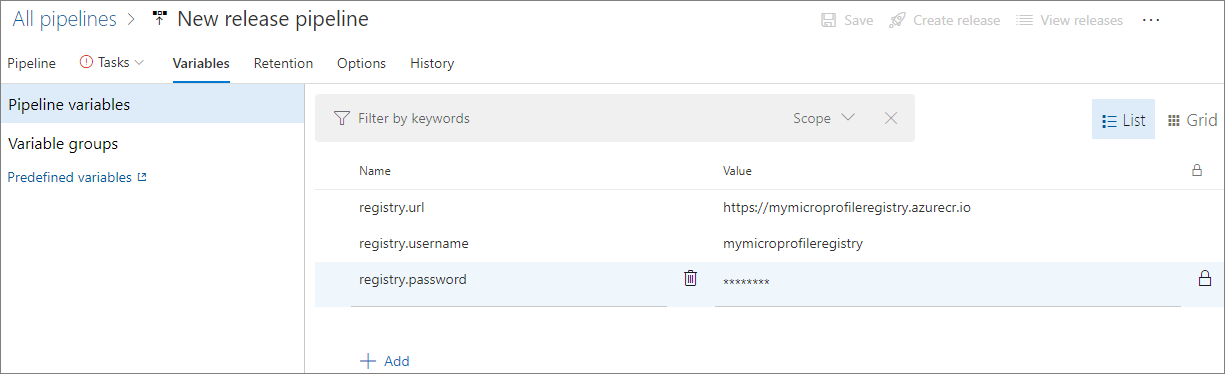 All pipelines > New release pipeline Save Create release View releases ...
Pipeline Tasks Variables Retention Options History
Pipeline variables
Filter by keywords Scope List Grid
Variable groups
Predefined variables
Name Value
registry.url https://mymicroprofileregistry.azurecr.io
registry.username mymicroprofileregistry
registry.password ********
+ Add